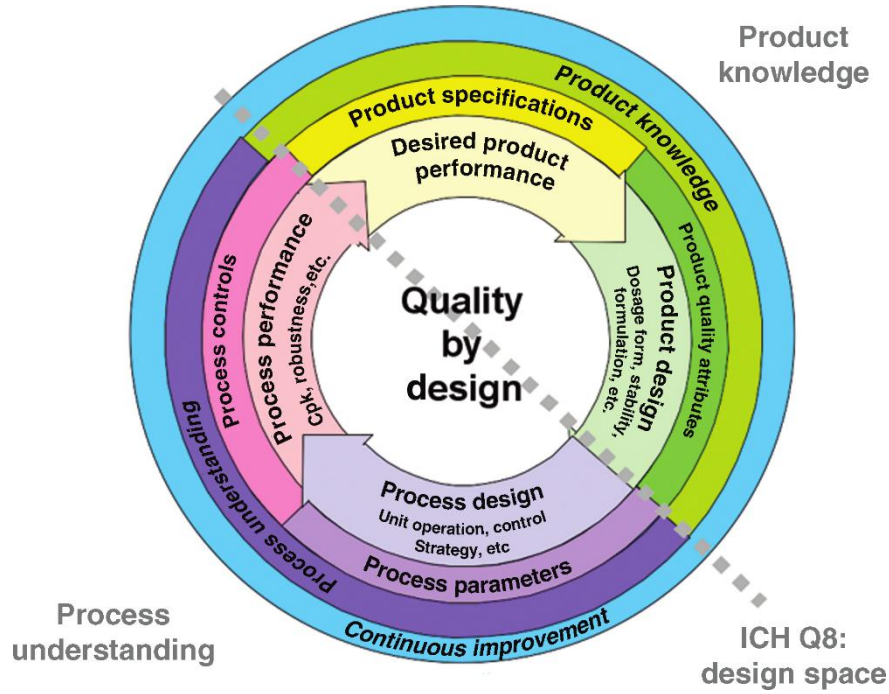 Product
knowledge
Product knowledge
Product specifications
Desired product
performance
Product quality attributes
Product design
Dosage form, stability,
formulation, etc.
Quality
by
design
Process controls
Process performance
Cpk, robustness,etc.
Process design
Unit operation, control
Strategy, etc
Process parameters
Process understanding
Continuous improvement
Process
understanding
ICH Q8:
design space